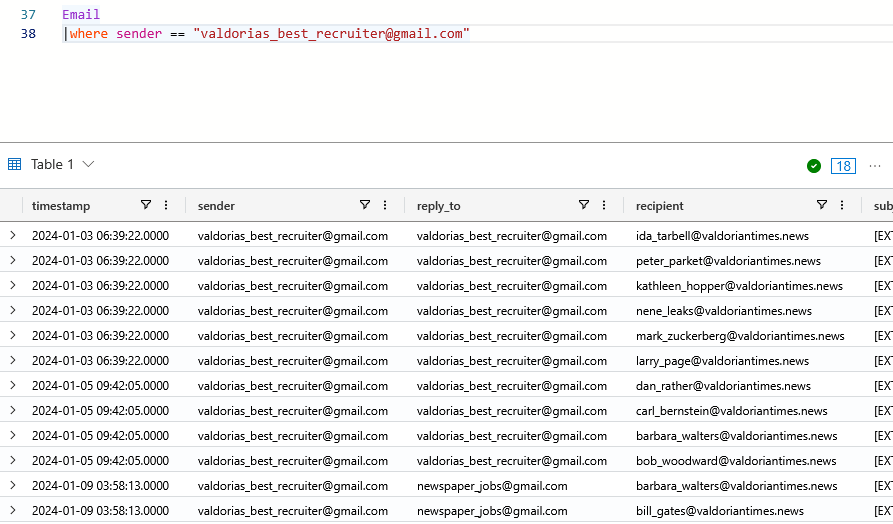 37 Email
38 |where sender == "valdorias_best_recruiter@gmail.com"
Table 1 18 ...
timestamp sender reply_to recipient sub
2024-01-03 06:39:22.0000 valdorias_best_recruiter@gmail.com valdorias_best_recruiter@gmail.com ida_tarbell@valdoriantimes.news [EX
2024-01-03 06:39:22.0000 valdorias_best_recruiter@gmail.com valdorias_best_recruiter@gmail.com peter_parket@valdoriantimes.news [EX
2024-01-03 06:39:22.0000 valdorias_best_recruiter@gmail.com valdorias_best_recruiter@gmail.com kathleen_hopper@valdoriantimes.news [EX
2024-01-03 06:39:22.0000 valdorias_best_recruiter@gmail.com valdorias_best_recruiter@gmail.com nene_leaks@valdoriantimes.news [EX
2024-01-03 06:39:22.0000 valdorias_best_recruiter@gmail.com valdorias_best_recruiter@gmail.com mark_zuckerberg@valdoriantimes.news [EX
2024-01-03 06:39:22.0000 valdorias_best_recruiter@gmail.com valdorias_best_recruiter@gmail.com larry_page@valdoriantimes.news [EX
2024-01-05 09:42:05.0000 valdorias_best_recruiter@gmail.com valdorias_best_recruiter@gmail.com dan_rather@valdoriantimes.news [EX
2024-01-05 09:42:05.0000 valdorias_best_recruiter@gmail.com valdorias_best_recruiter@gmail.com carl_bernstein@valdoriantimes.news [EX
2024-01-05 09:42:05.0000 valdorias_best_recruiter@gmail.com valdorias_best_recruiter@gmail.com barbara_walters@valdoriantimes.news [EX
2024-01-05 09:42:05.0000 valdorias_best_recruiter@gmail.com valdorias_best_recruiter@gmail.com bob_woodward@valdoriantimes.news [EX
2024-01-09 03:58:13.0000 valdorias_best_recruiter@gmail.com newspaper_jobs@gmail.com barbara_walters@valdoriantimes.news [EX
2024-01-09 03:58:13.0000 valdorias_best_recruiter@gmail.com newspaper_jobs@gmail.com bill_gates@valdoriantimes.news [EX